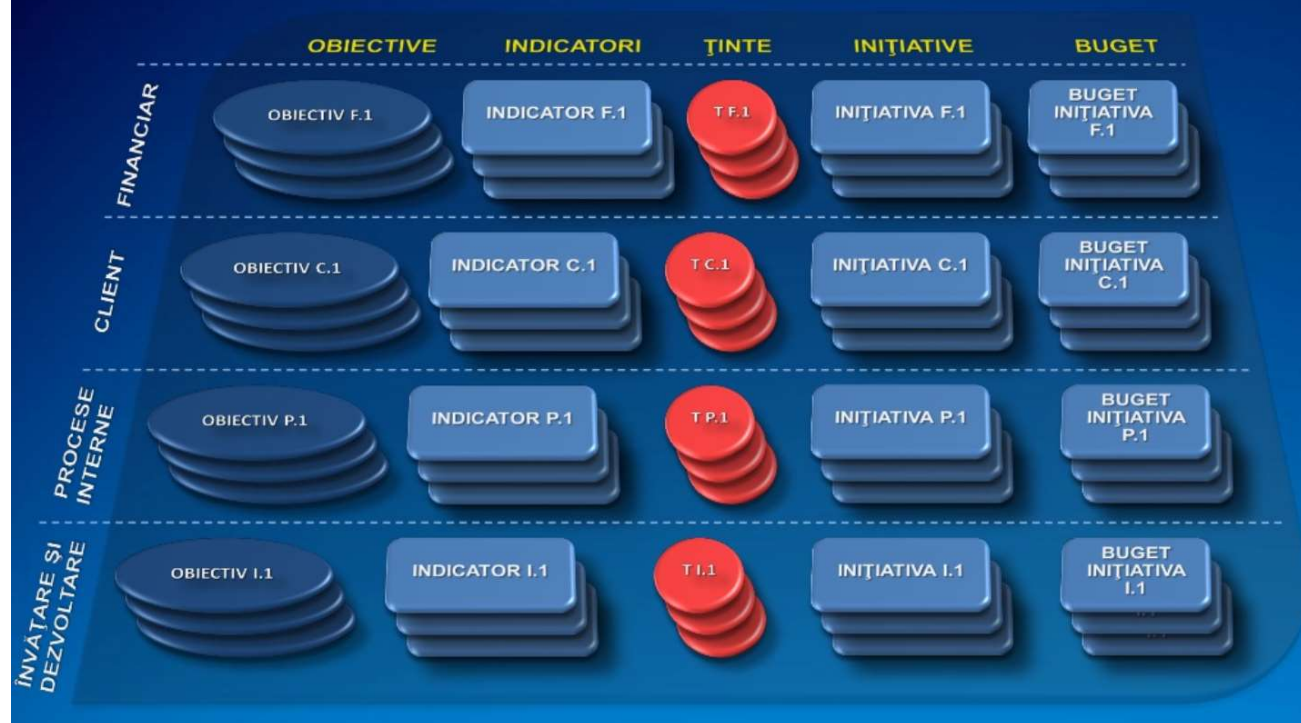 OBIECTIVE INDICATORI ŢINTE INIŢIATIVE BUGET
FINANCIAR
OBIECTIV F.1
INDICATOR F.1
T F.1
INIŢIATIVA F.1
BUGET
INIŢIATIVA
F.1
CLIENT
OBIECTIV C.1
INDICATOR C.1
T C.1
INIŢIATIVA C.1
BUGET
INIŢIATIVA
C.1
PROCESE
INTERNE
OBIECTIV P.1
INDICATOR P.1
T P.1
INIŢIATIVA P.1
BUGET
INIŢIATIVA
P.1
ÎNVĂŢARE ŞI
DEZVOLTARE
OBIECTIV I.1
INDICATOR I.1
T I.1
INIŢIATIVA I.1
BUGET
INIŢIATIVA
I.1